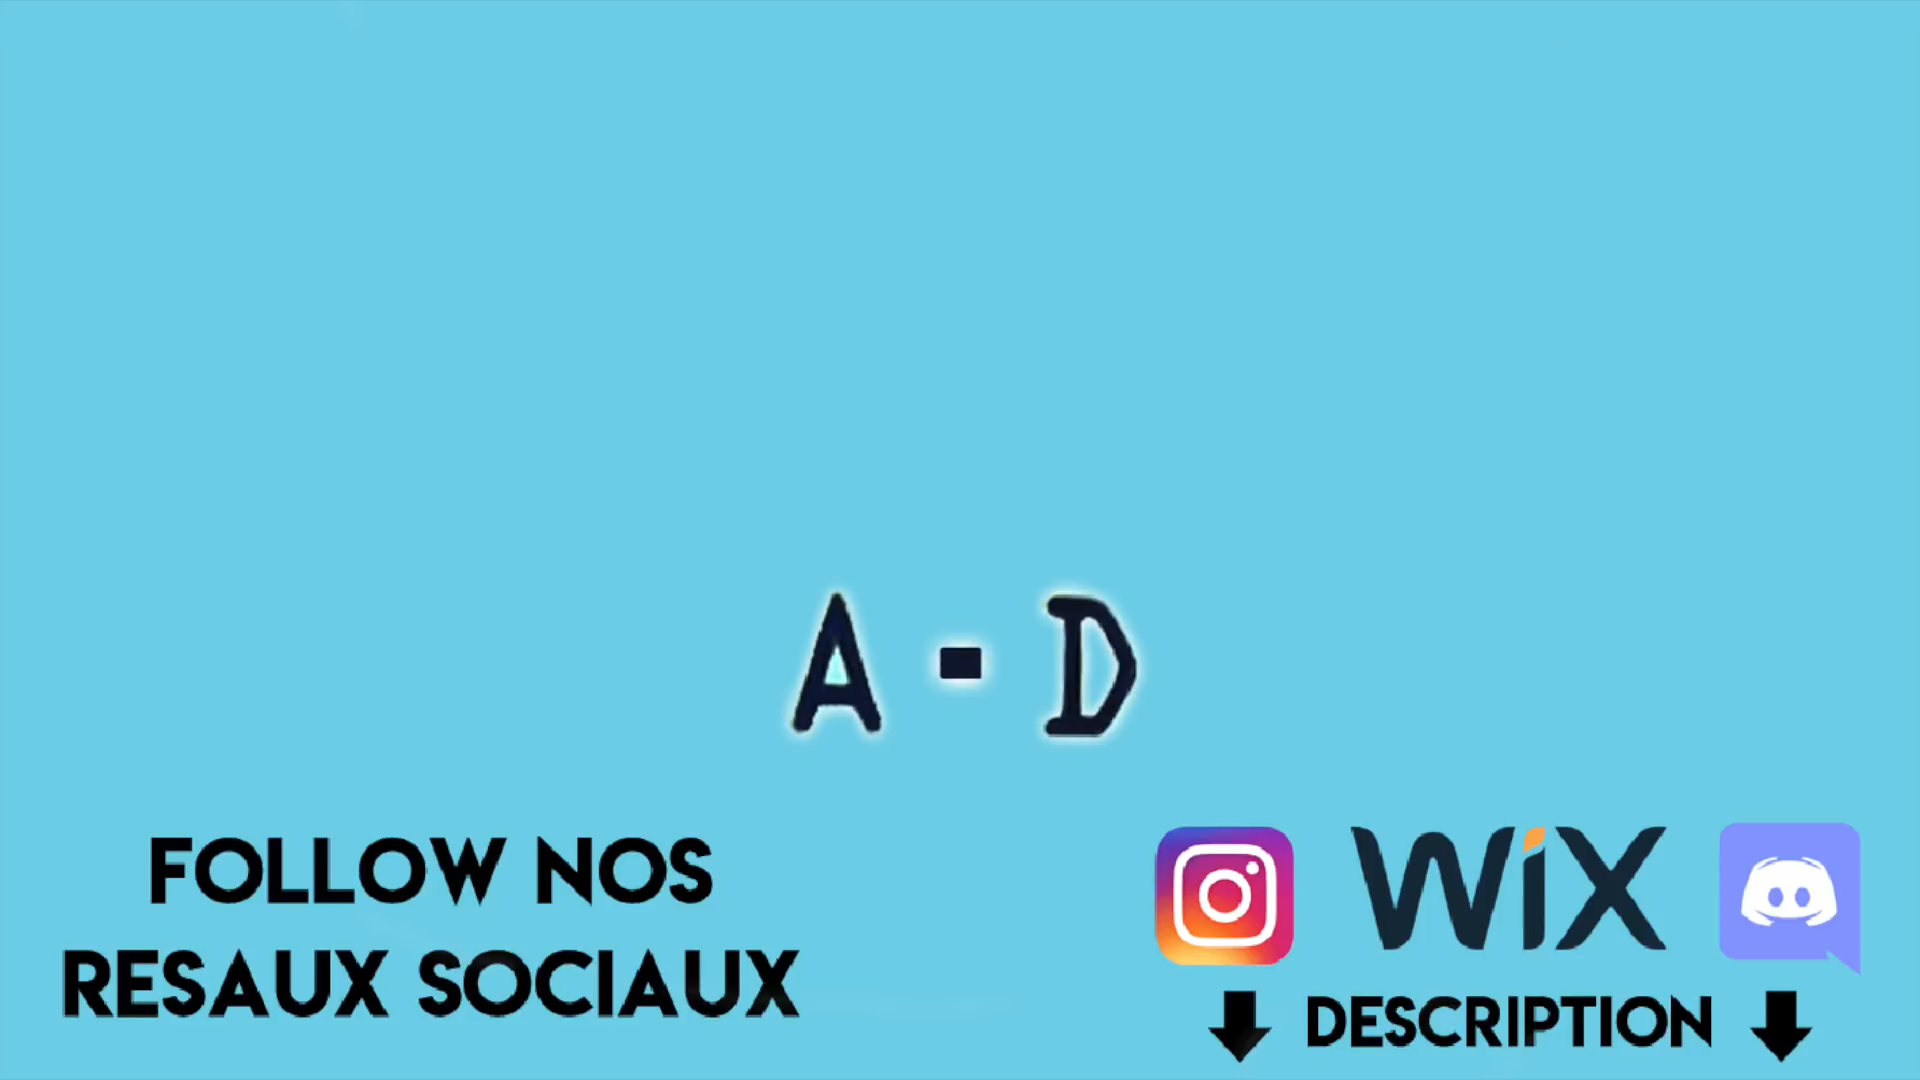 A - D
FOLLOW NOS
RESAUX SOCIAUX
WiX
DESCRIPTION